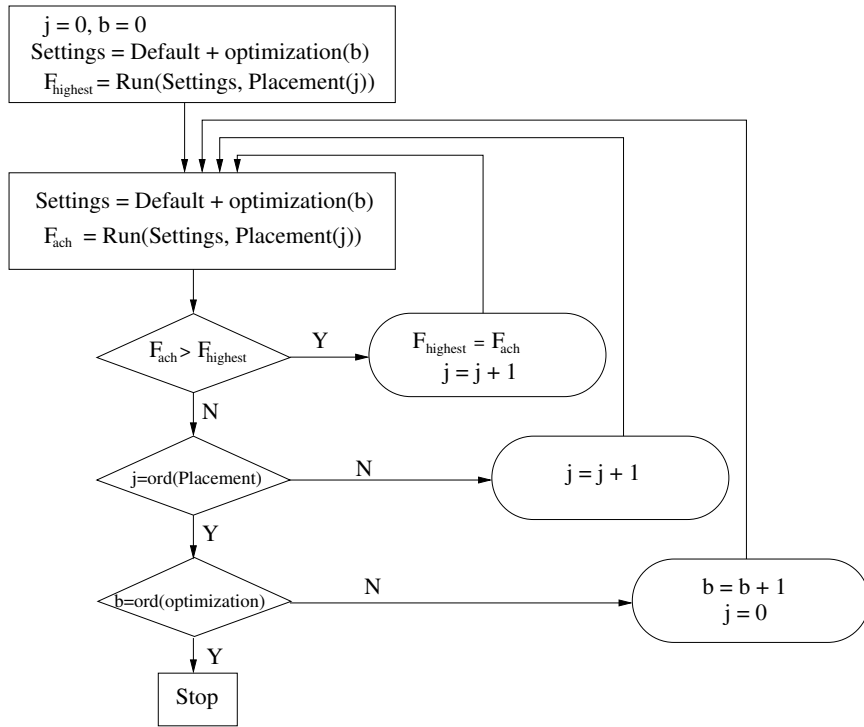 j = 0, b = 0
Settings = Default + optimization(b)
F_highest = Run(Settings, Placement(j))
Settings = Default + optimization(b)
F_ach = Run(Settings, Placement(j))
F_ach > F_highest
Y
F_highest = F_ach
j = j + 1
N
j=ord(Placement)
N
j = j + 1
Y
b=ord(optimization)
N
b = b + 1
j = 0
Y
Stop